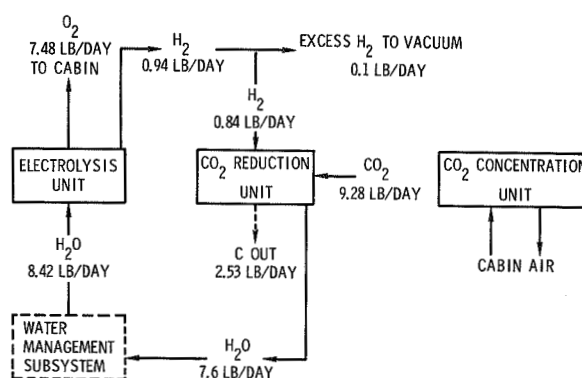 O2
7.48 LB/DAY
TO CABIN
H2
0.94 LB/DAY
EXCESS H2 TO VACUUM
0.1 LB/DAY
H2
0.84 LB/DAY
ELECTROLYSIS
UNIT
CO2 REDUCTION
UNIT
CO2
9.28 LB/DAY
CO2 CONCENTRATION
UNIT
H2O
8.42 LB/DAY
C OUT
2.53 LB/DAY
CABIN AIR
WATER
MANAGEMENT
SUBSYSTEM
H2O
7.6 LB/DAY